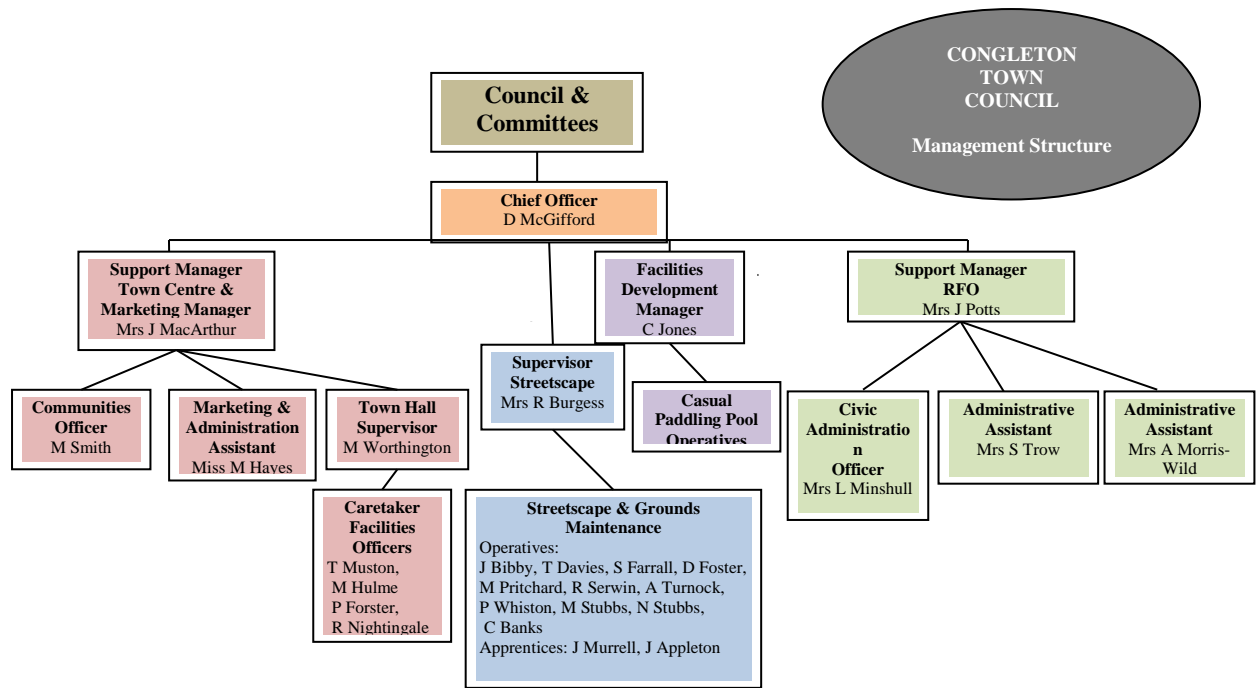 CONGLETON
TOWN
COUNCIL
Management Structure
Council &
Committees
Chief Officer
D McGifford
Support Manager
Town Centre &
Marketing Manager
Mrs J MacArthur
Facilities
Development
Manager
C Jones
Support Manager
RFO
Mrs J Potts
Supervisor
Streetscape
Mrs R Burgess
Communities
Officer
M Smith
Marketing &
Administration
Assistant
Miss M Hayes
Town Hall
Supervisor
M Worthington
Casual
Paddling Pool
Operatives
Civic
Administratio
n
Officer
Mrs L Minshull
Administrative
Assistant
Mrs S Trow
Administrative
Assistant
Mrs A Morris-
Wild
Caretaker
Facilities
Officers
T Muston,
M Hulme
P Forster,
R Nightingale
Streetscape & Grounds
Maintenance
Operatives:
J Bibby, T Davies, S Farrall, D Foster,
M Pritchard, R Serwin, A Turnock,
P Whiston, M Stubbs, N Stubbs,
C Banks
Apprentices: J Murrell, J Appleton